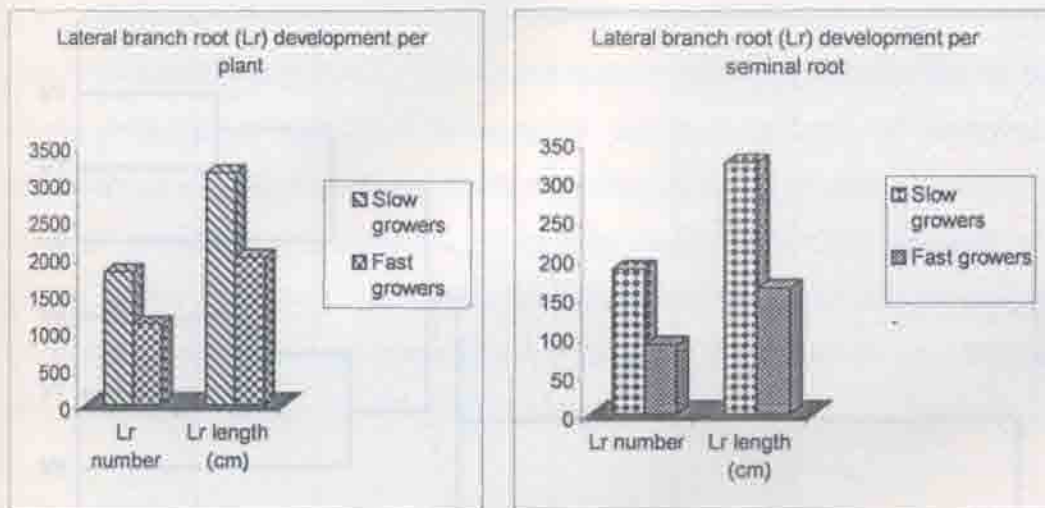 Lateral branch root (Lr) development per
plant
3500
3000
2500
2000
1500
1000
500
0
Lr
number
Lr length
(cm)
Slow
growers
Fast
growers
Lateral branch root (Lr) development per
seminal root
350
300
250
200
150
100
50
0
Lr number
Lr length
(cm)
Slow
growers
Fast growers